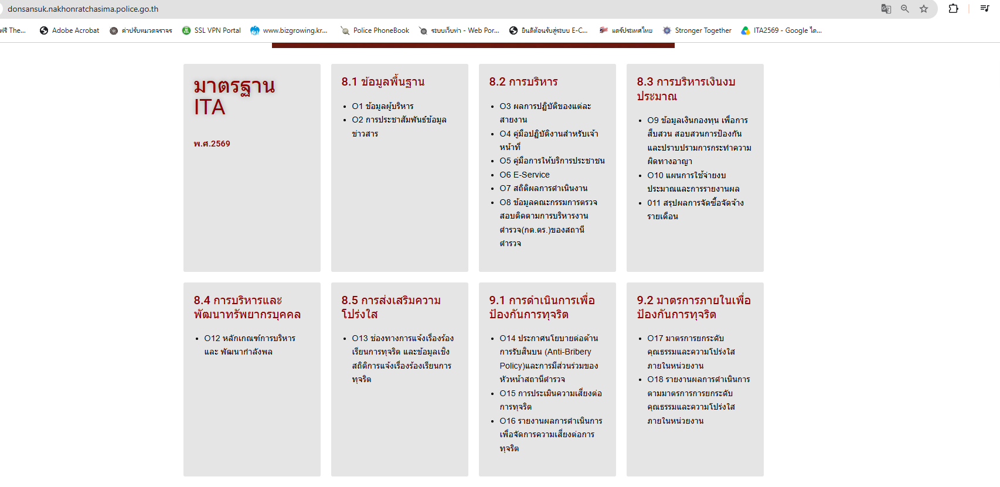 donsansuk.nakhonratchasima.police.go.th
ฟรี The...
Adobe Acrobat
ค่าปรับหมวดจราจร
SSL VPN Portal
www.bizgrowing.kr...
Police PhoneBook
ระบบเว็บท่า - Web Por...
ยินดีต้อนรับสู่ระบบ E-C...
แดร์ประเทศไทย
Stronger Together
ITA2569 - Google ได...
มาตรฐาน
ITA
พ.ศ.2569
8.1 ข้อมูลพื้นฐาน
O1 ข้อมูลผู้บริหาร
O2 การประชาสัมพันธ์ข้อมูล
ข่าวสาร
8.2 การบริหาร
O3 ผลการปฏิบัติของแต่ละ
สายงาน
O4 คู่มือปฏิบัติงานสำหรับเจ้า
หน้าที่
O5 คู่มือการให้บริการประชาชน
O6 E-Service
O7 สถิติผลการดำเนินงาน
O8 ข้อมูลคณะกรรมการตรวจ
สอบติดตามการบริหารงาน
ตำรวจ(กต.ตร.)ของสถานี
ตำรวจ
8.3 การบริหารเงินงบ
ประมาณ
O9 ข้อมูลเงินกองทุน เพื่อการ
สืบสวน สอบสวนการป้องกัน
และปราบปรามการกระทำความ
ผิดทางอาญา
O10 แผนการใช้จ่ายงบ
ประมาณและการรายงานผล
011 สรุปผลการจัดซื้อจัดจ้าง
รายเดือน
8.4 การบริหารและ
พัฒนาทรัพยากรบุคคล
O12 หลักเกณฑ์การบริหาร
และ พัฒนากำลังพล
8.5 การส่งเสริมความ
โปร่งใส
O13 ช่องทางการแจ้งเรื่องร้อง
เรียนการทุจริต และข้อมูลเชิง
สถิติการแจ้งเรื่องร้องเรียนการ
ทุจริต
9.1 การดำเนินการเพื่อ
ป้องกันการทุจริต
O14 ประกาศนโยบายต่อต้าน
การรับสินบน (Anti-Bribery
Policy)และการมีส่วนร่วมของ
หัวหน้าสถานีตำรวจ
O15 การประเมินความเสี่ยงต่อ
การทุจริต
O16 รายงานผลการดำเนินการ
เพื่อจัดการความเสี่ยงต่อการ
ทุจริต
9.2 มาตรการภายในเพื่อ
ป้องกันการทุจริต
O17 มาตรการยกระดับ
คุณธรรมและความโปร่งใส
ภายในหน่วยงาน
O18 รายงานผลการดำเนินการ
ตามมาตรการการยกระดับ
คุณธรรมและความโปร่งใส
ภายในหน่วยงาน